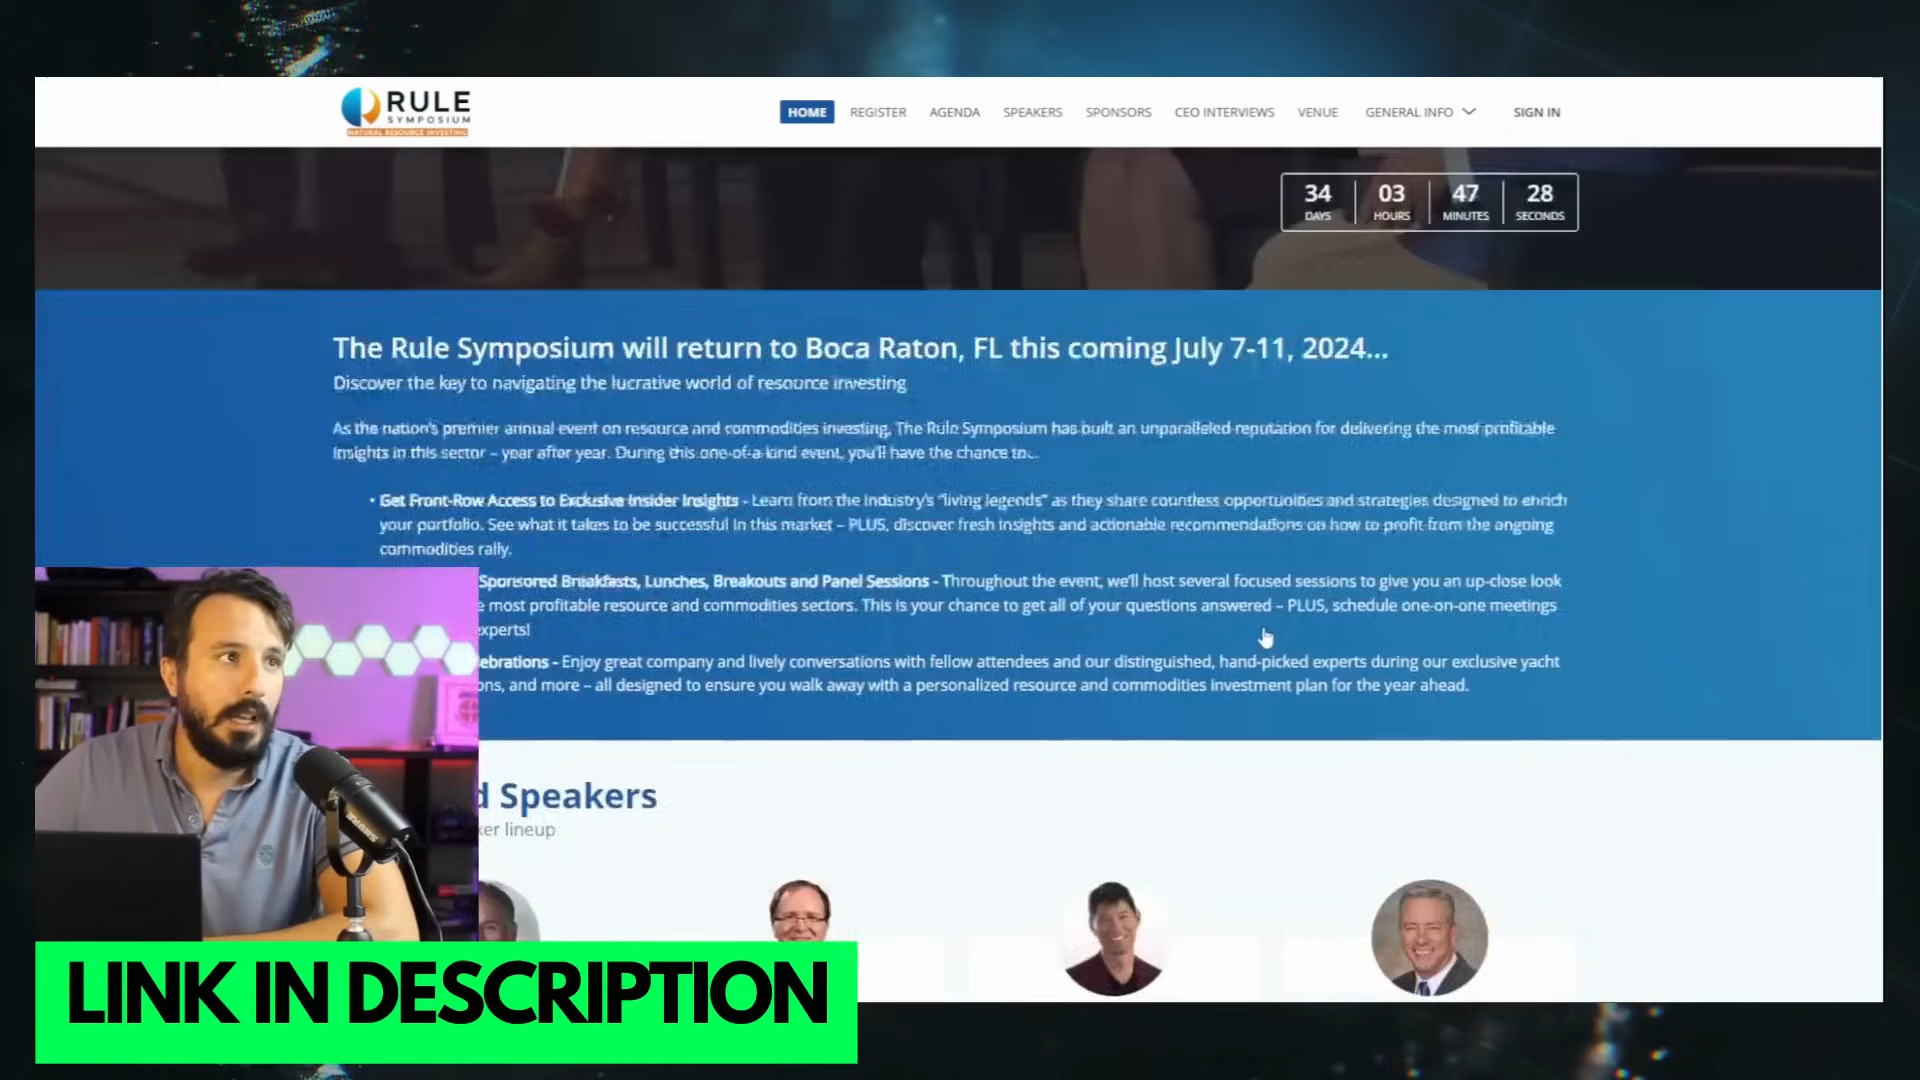 RULE
SYMPOSIUM
NATURAL RESOURCE INVESTING
HOME REGISTER AGENDA SPEAKERS SPONSORS CEO INTERVIEWS VENUE GENERAL INFO SIGN IN
34 03 47 28
DAYS HOURS MINUTES SECONDS
The Rule Symposium will return to Boca Raton, FL this coming July 7-11, 2024...
Discover the key to navigating the lucrative world of resource investing
As the nation's premier annual event on resource and commodities investing, The Rule Symposium has built an unparalleled reputation for delivering the most profitable
insights in this sector – year after year. During this one-of-a-kind event, you'll have the chance to...
• Get Front-Row Access to Exclusive Insider Insights - Learn from the industry's "living legends" as they share countless opportunities and strategies designed to enrich
your portfolio. See what it takes to be successful in this market – PLUS, discover fresh insights and actionable recommendations on how to profit from the ongoing
commodities rally.
Sponsored Breakfasts, Lunches, Breakouts and Panel Sessions - Throughout the event, we'll host several focused sessions to give you an up-close look
e most profitable resource and commodities sectors. This is your chance to get all of your questions answered – PLUS, schedule one-on-one meetings
experts!
ebrations - Enjoy great company and lively conversations with fellow attendees and our distinguished, hand-picked experts during our exclusive yacht
ons, and more – all designed to ensure you walk away with a personalized resource and commodities investment plan for the year ahead.
d Speakers
ker lineup
SHURE
LINK IN DESCRIPTION